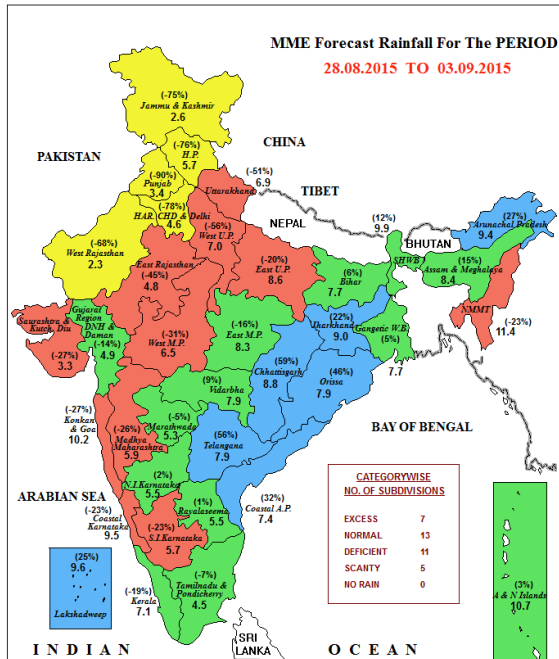 MME Forecast Rainfall For The PERIOD
28.08.2015 TO 03.09.2015
(-75%)
Jammu & Kashmir
2.6
CHINA
(-76%)
H.P.
5.7
PAKISTAN
(-90%)
Punjab
3.4
(-51%)
6.9
Uttarakhand
TIBET
(-78%)
HAR. CHD & Delhi
4.6
(-56%)
West U.P.
7.0
NEPAL
(12%)
9.9
SHWB
BHUTAN
(27%)
Arunachal Pradesh
9.4
(-68%)
West Rajasthan
2.3
East Rajasthan
(-45%)
4.8
(-20%)
East U.P.
8.6
(6%)
Bihar
7.7
(15%)
Assam & Meghalaya
8.4
NMMT
(-23%)
11.4
Saurashtra &
Kutch, Diu
(-27%)
3.3
Gujarat
Region
DNH &
Daman
(-14%)
4.9
(-31%)
West M.P.
6.5
(-16%)
East M.P.
8.3
(22%)
Jharkhand
9.0
Gangetic W.B.
(5%)
7.7
(59%)
Chhattisgarh
8.8
(46%)
Orissa
7.9
(9%)
Vidarbha
7.9
(-27%)
Konkan
& Goa
10.2
(-26%)
Madhya
Maharashtra
5.9
(-5%)
Marathwada
5.3
(56%)
Telangana
7.9
BAY OF BENGAL
(2%)
N.I.Karnataka
5.5
(1%)
Rayalaseema
5.5
(32%)
Coastal A.P.
7.4
ARABIAN SEA
(-23%)
Coastal
Karnataka
9.5
(-23%)
S.I.Karnataka
5.7
CATEGORYWISE
NO. OF SUBDIVISIONS
EXCESS 7
NORMAL 13
DEFICIENT 11
SCANTY 5
NO RAIN 0
(25%)
9.6
Lakshadweep
(-19%)
Kerala
7.1
(-7%)
Tamilnadu &
Pondicherry
4.5
(3%)
A & N Islands
10.7
SRI
LANKA
INDIAN OCEAN